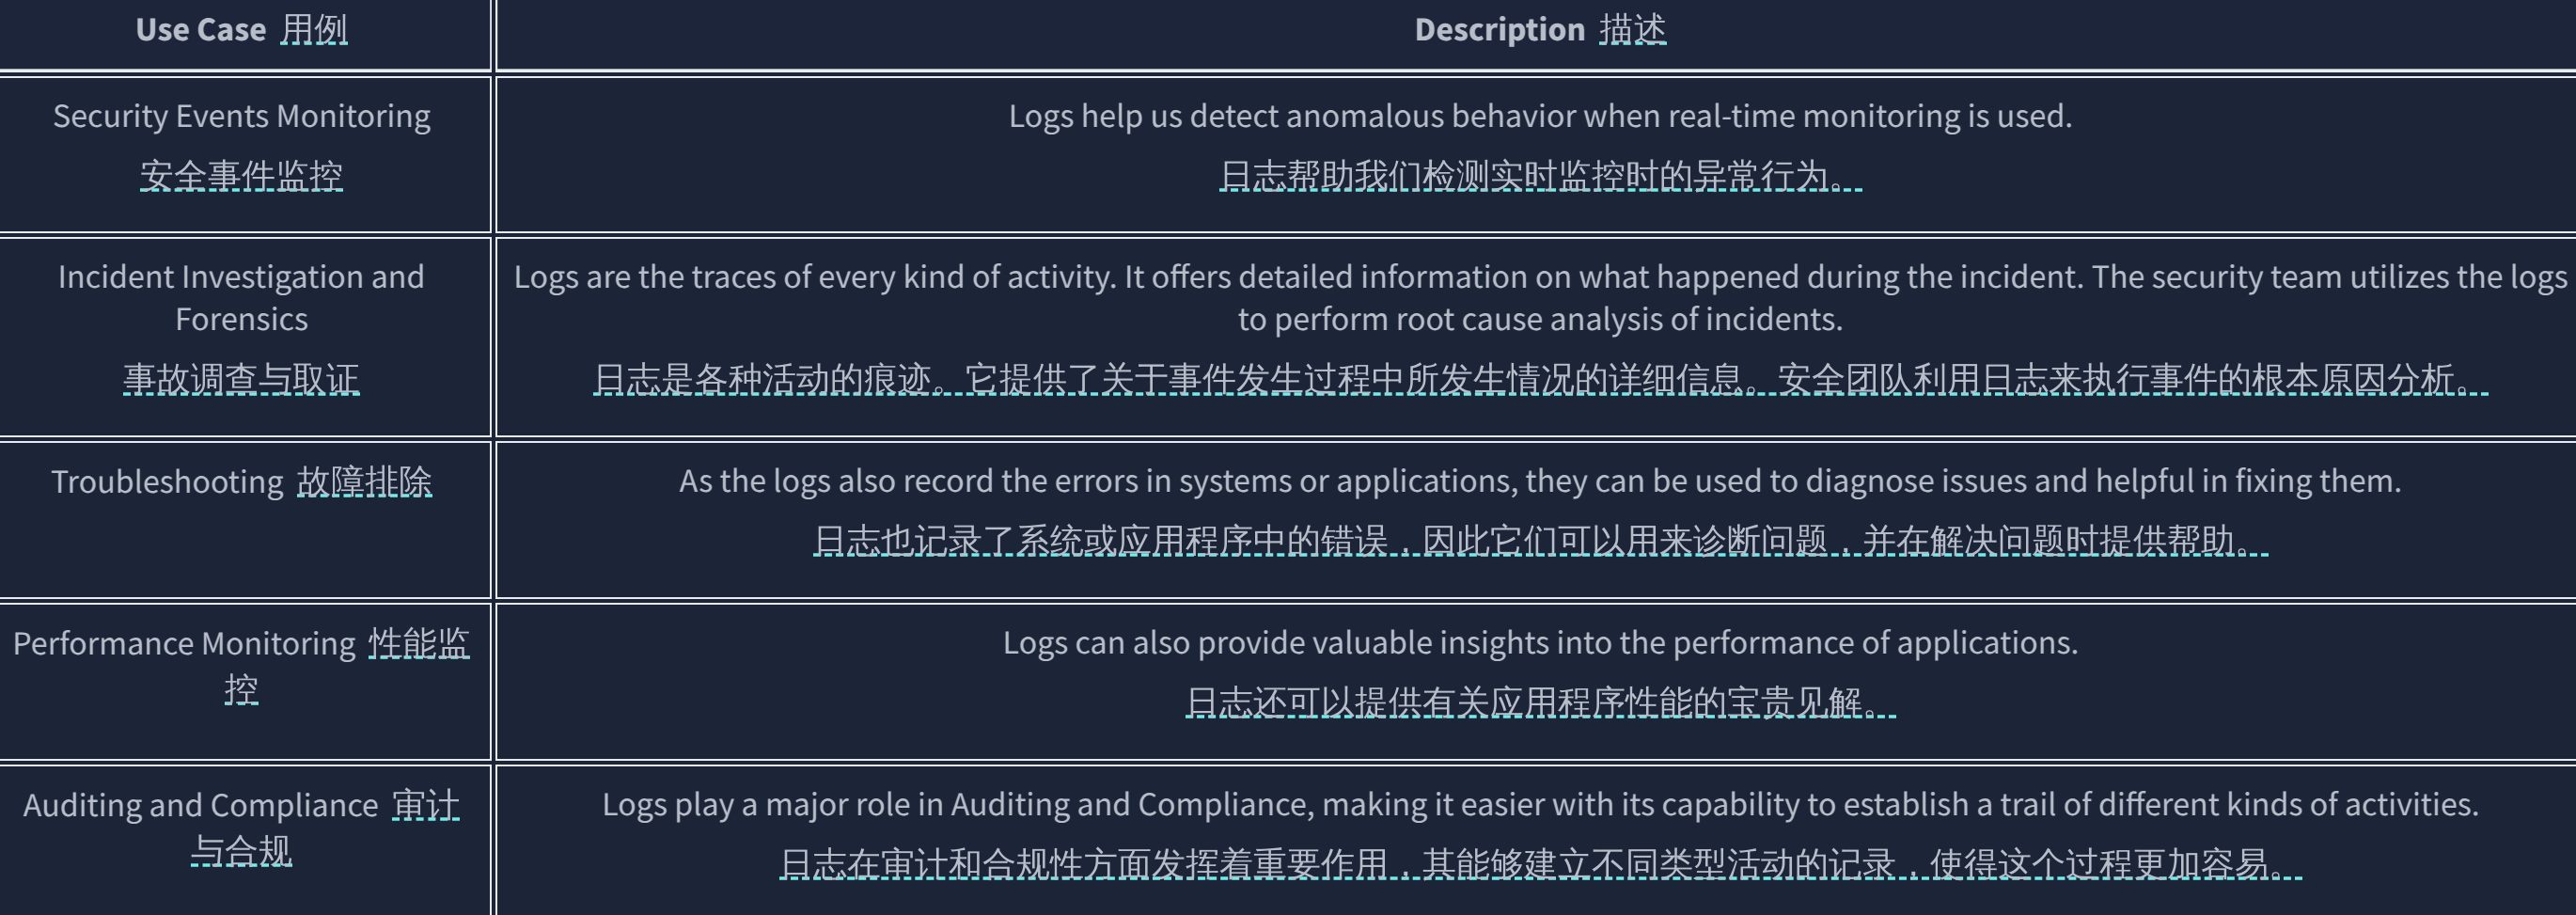 Use Case 用例
Description 描述
Security Events Monitoring
安全事件监控
Logs help us detect anomalous behavior when real-time monitoring is used.
日志帮助我们检测实时监控时的异常行为。
Incident Investigation and
Forensics
事故调查与取证
Logs are the traces of every kind of activity. It offers detailed information on what happened during the incident. The security team utilizes the logs
to perform root cause analysis of incidents.
日志是各种活动的痕迹。它提供了关于事件发生过程中所发生情况的详细信息。安全团队利用日志来执行事件的根本原因分析。
Troubleshooting 故障排除
As the logs also record the errors in systems or applications, they can be used to diagnose issues and helpful in fixing them.
日志也记录了系统或应用程序中的错误，因此它们可以用来诊断问题，并在解决问题时提供帮助。
Performance Monitoring 性能监
控
Logs can also provide valuable insights into the performance of applications.
日志还可以提供有关应用程序性能的宝贵见解。
Auditing and Compliance 审计
与合规
Logs play a major role in Auditing and Compliance, making it easier with its capability to establish a trail of different kinds of activities.
日志在审计和合规性方面发挥着重要作用，其能够建立不同类型活动的记录，使得这个过程更加容易。